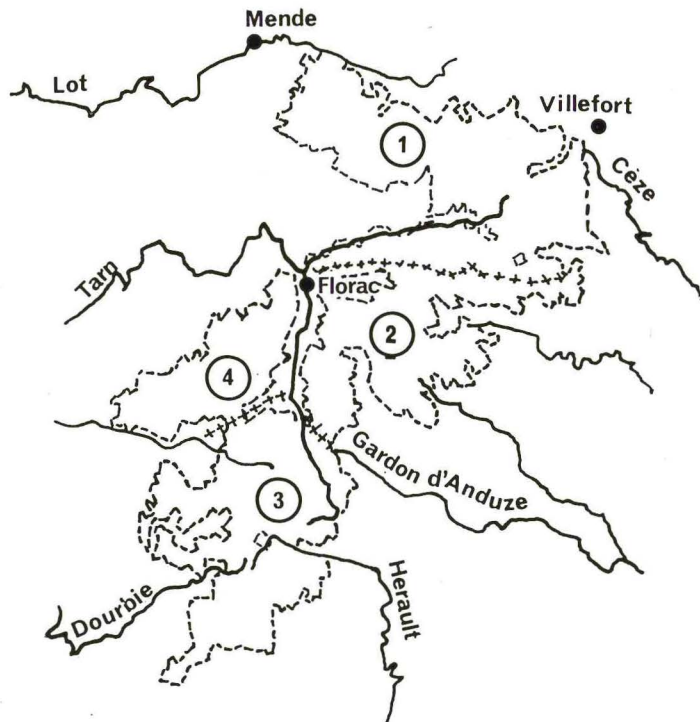 Mende
Lot
Villefort
1
Cèze
Tarn
Florac
2
4
Gardon d'Anduze
3
Dourbie
Herault